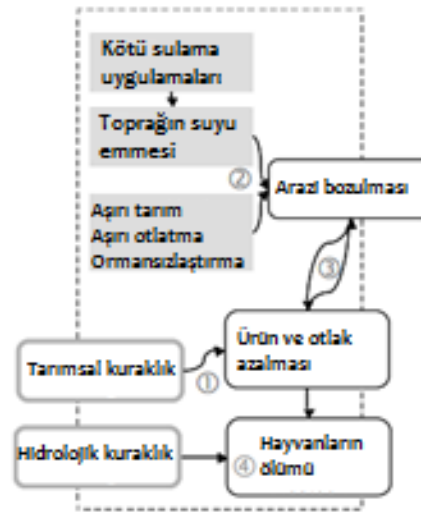 Kötü sulama
uygulamaları
Toprağın suyu
emmesi
②
Arazi bozulması
Aşırı tarım
Aşırı otlatma
Ormansızlaştırma
③
Ürün ve otlak
azalması
Tarımsal kuraklık
①
Hidrolojik kuraklık
④
Hayvanların
ölümü